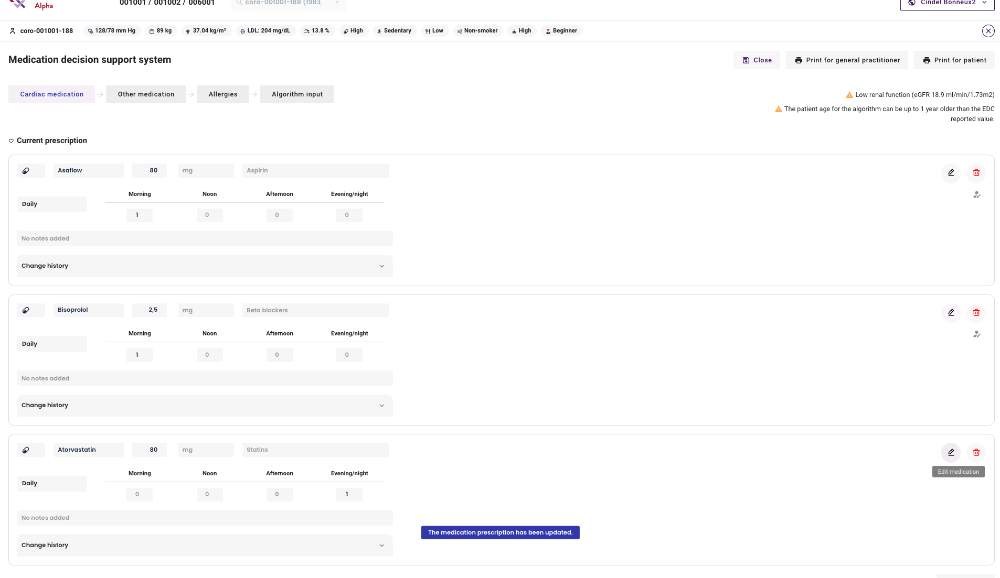 Alpha
001001 / 001002 / 006001
coro-001001-188 (1983
Cindel Bonneux2
coro-001001-188 128/78 mm Hg 89 kg 37.04 kg/m² LDL: 204 mg/dL 13.8 % High Sedentary Low Non-smoker High Beginner
Medication decision support system
Close Print for general practitioner Print for patient
Cardiac medication Other medication Allergies Algorithm input
Low renal function (eGFR 18.9 ml/min/1.73m2)
The patient age for the algorithm can be up to 1 year older than the EDC
reported value.
Current prescription
Asaflow 80 mg Aspirin
Morning Noon Afternoon Evening/night
Daily
1 0 0 0
No notes added
Change history
Bisoprolol 2,5 mg Beta blockers
Morning Noon Afternoon Evening/night
Daily
1 0 0 0
No notes added
Change history
Atorvastatin 80 mg Statins
Edit medication
Morning Noon Afternoon Evening/night
Daily
0 0 0 1
No notes added
The medication prescription has been updated.
Change history